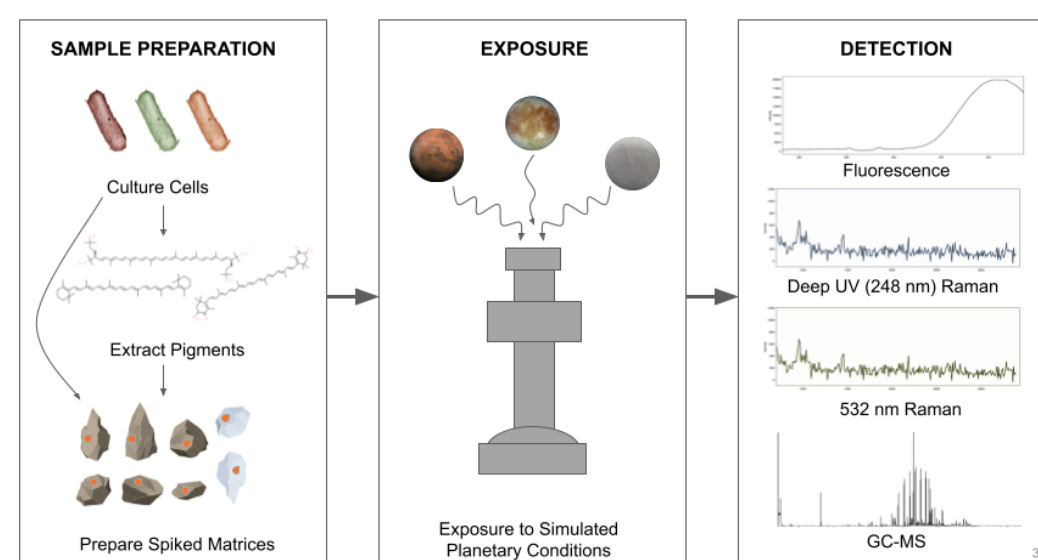 SAMPLE PREPARATION
Culture Cells
Extract Pigments
Prepare Spiked Matrices
EXPOSURE
Exposure to Simulated
Planetary Conditions
DETECTION
Fluorescence
Deep UV (248 nm) Raman
532 nm Raman
GC-MS
3